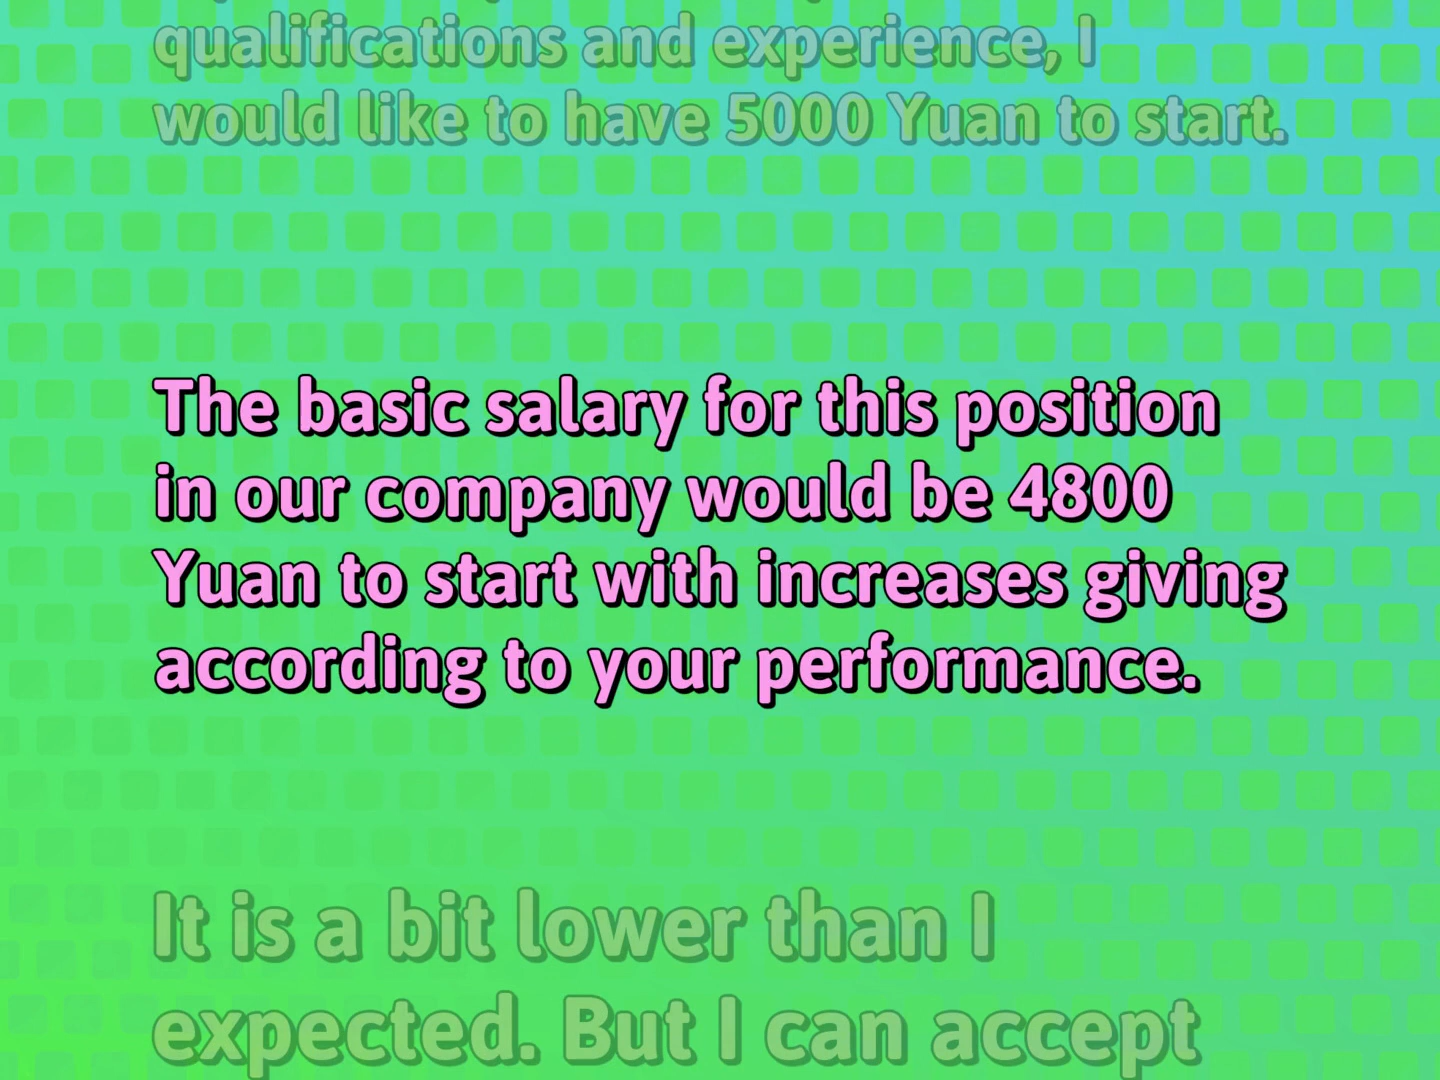 qualifications and experience, I
would like to have 5000 Yuan to start.
The basic salary for this position
in our company would be 4800
Yuan to start with increases giving
according to your performance.
It is a bit lower than I
expected. But I can accept